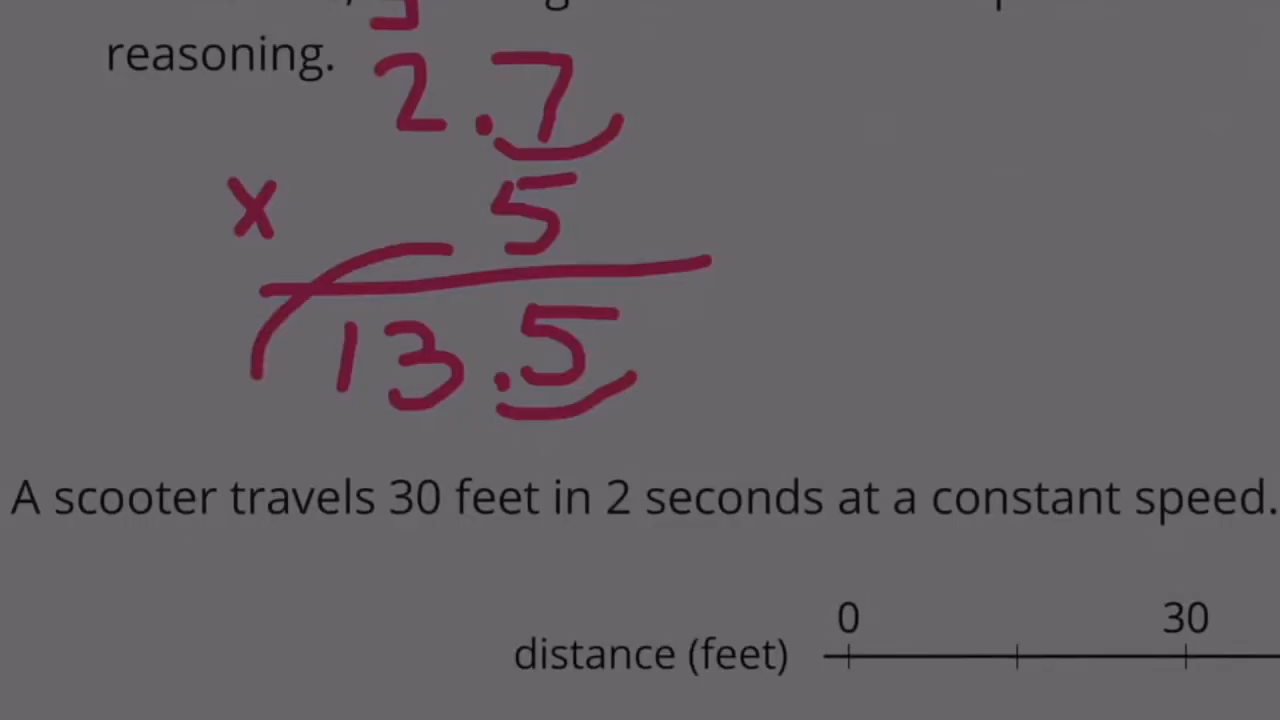 reasoning.
2.7
x 5
13.5
A scooter travels 30 feet in 2 seconds at a constant speed.
0 30
distance (feet)